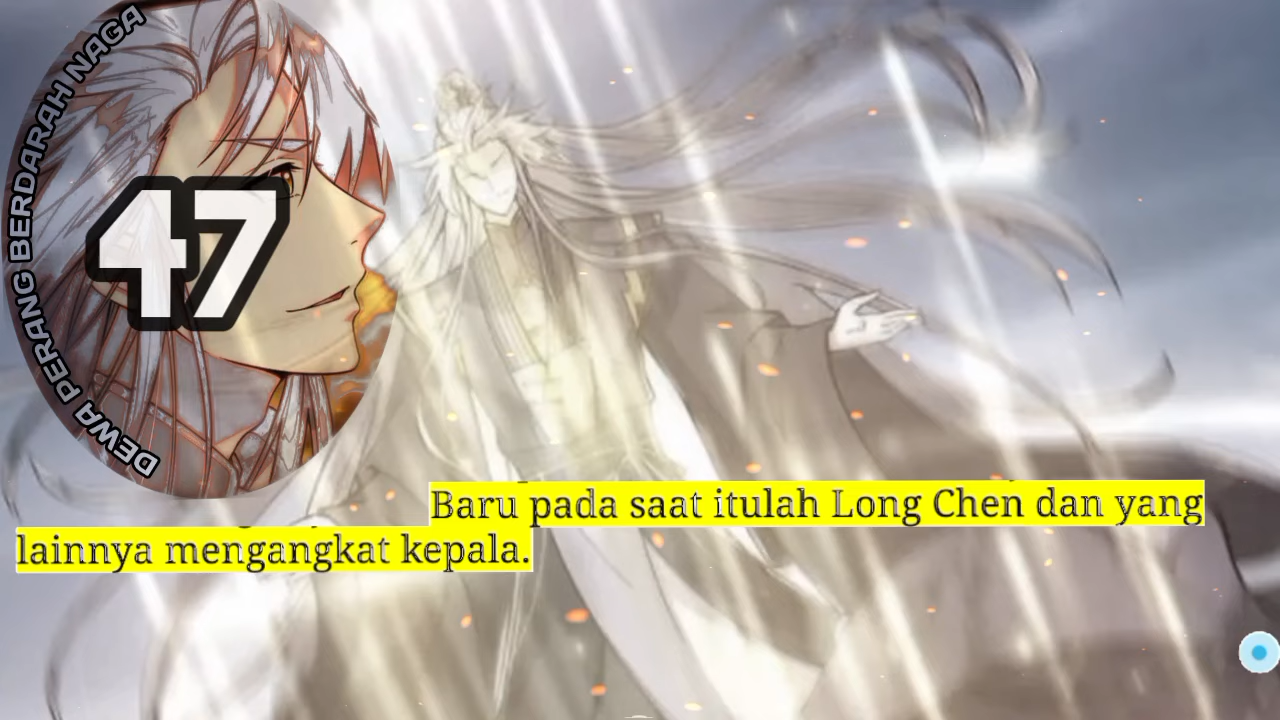 DEWA PERANG BERDARAH NAGA
47
Baru pada saat itulah Long Chen dan yang
lainnya mengangkat kepala.